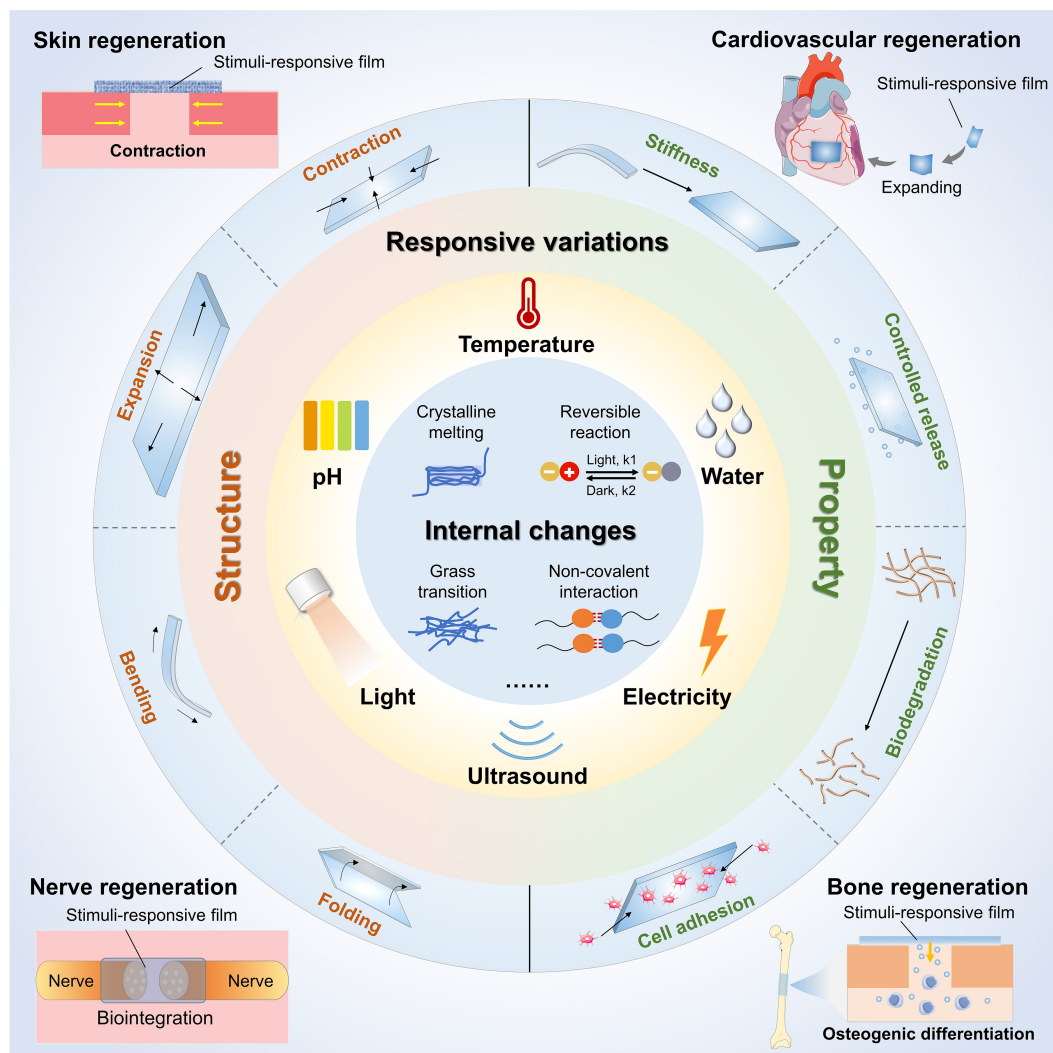 Skin regeneration
Stimuli-responsive film
Contraction
Cardiovascular regeneration
Stimuli-responsive film
Expanding
Contraction
Stiffness
Expansion
Controlled release
Bending
Biodegradation
Folding
Cell adhesion
Responsive variations
Structure
Property
Temperature
pH
Water
Light
Electricity
Ultrasound
Crystalline
melting
Reversible
reaction
Light, k1
Dark, k2
Internal changes
Grass
transition
Non-covalent
interaction
......
Nerve regeneration
Stimuli-responsive film
Nerve
Nerve
Biointegration
Bone regeneration
Stimuli-responsive film
Osteogenic differentiation